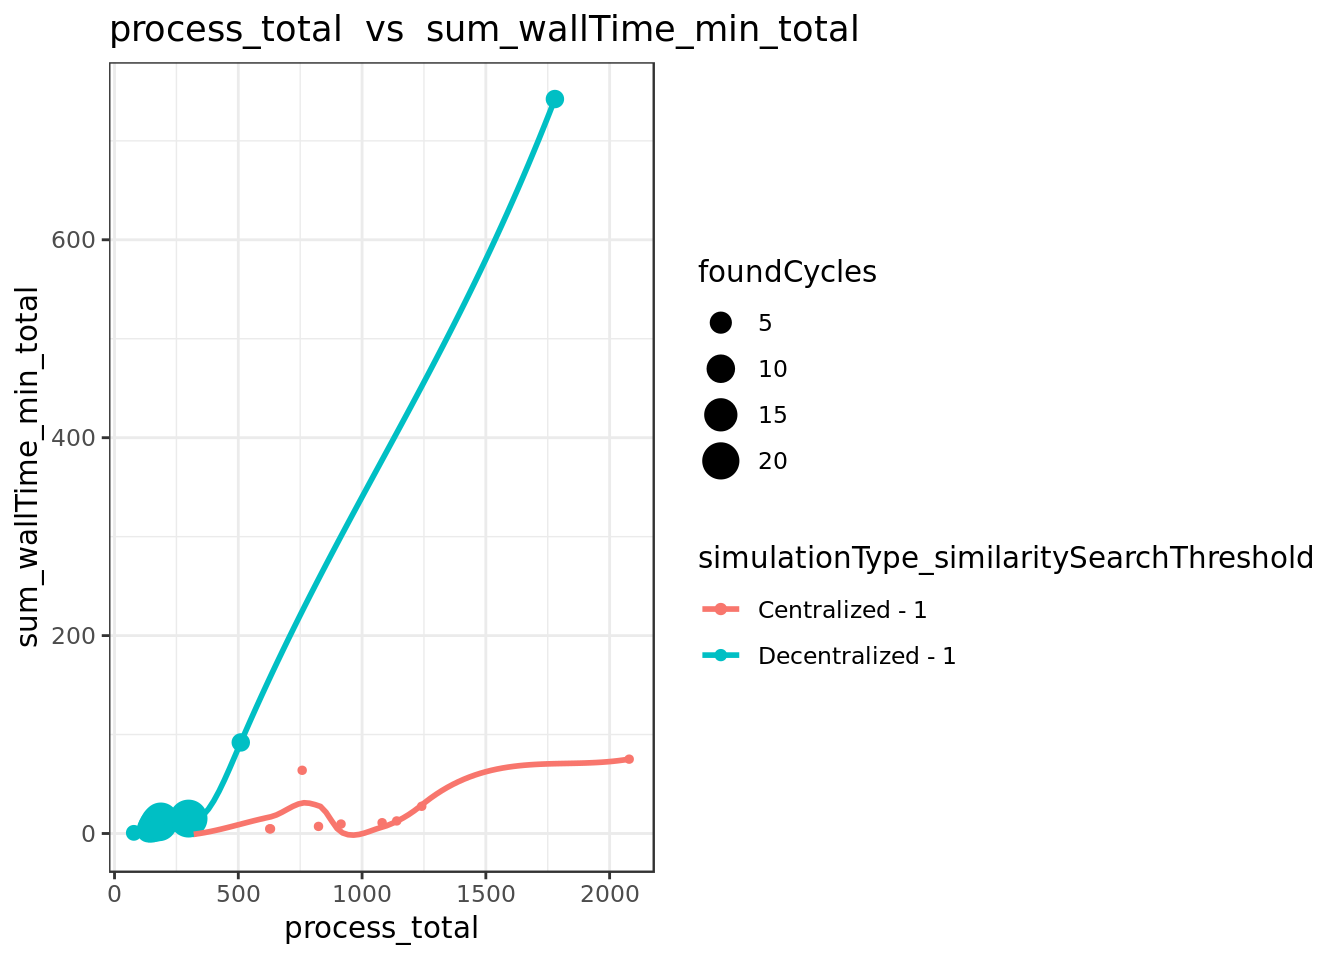 process_total  vs  sum_wallTime_min_total
sum_wallTime_min_total
600
400
200
0
0
500
1000
1500
2000
process_total
foundCycles
5
10
15
20
simulationType_similaritySearchThreshold
Centralized - 1
Decentralized - 1